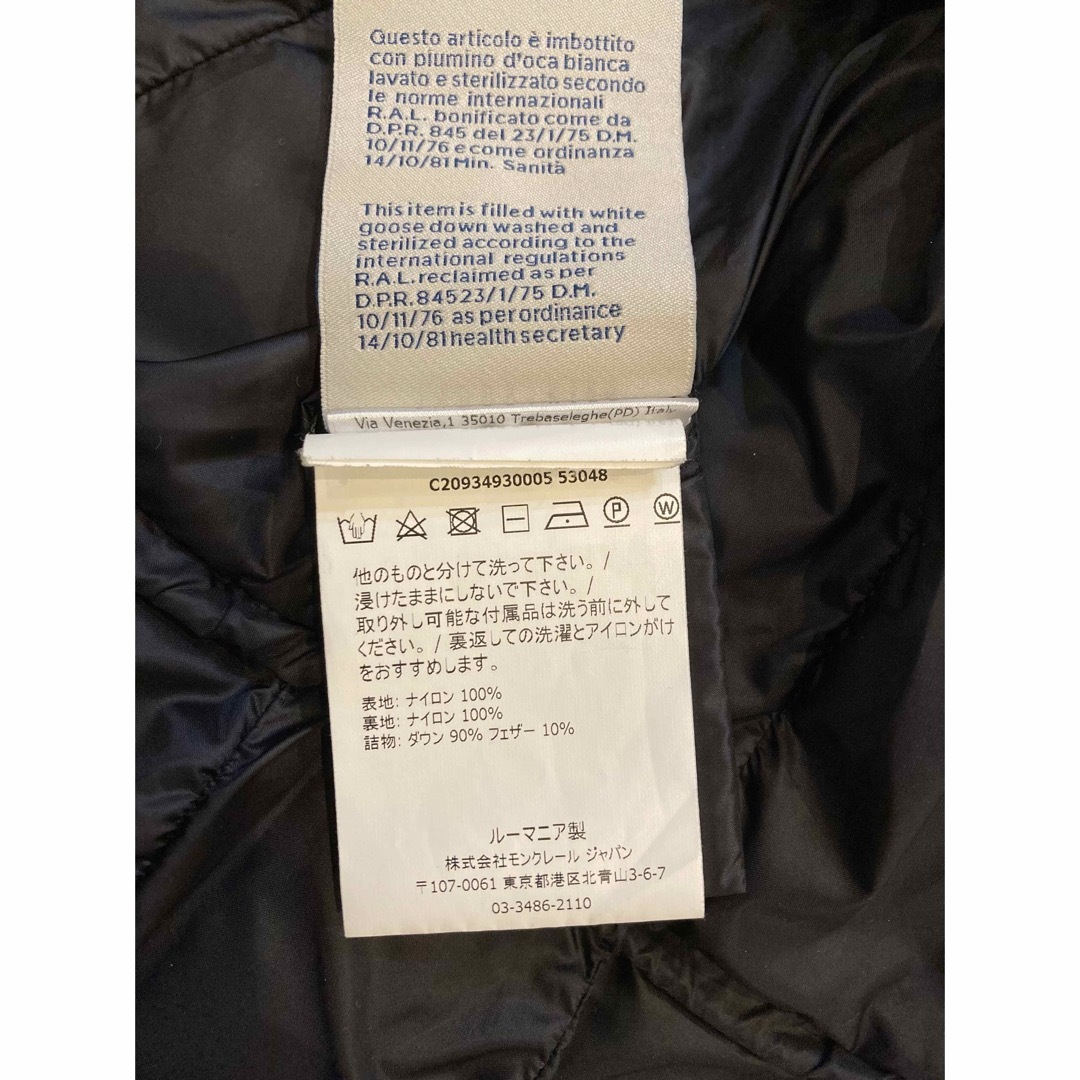 Questo articolo è imbottito
con piumino d'oca bianca
lavato e sterilizzato secondo
le norme internazionali
R.A.L. bonificato come da
D.P.R. 845 del 23/1/75 D.M.
10/11/76 e come ordinanza
14/10/81 Min. Sanità
This item is filled with white
goose down washed and
sterilized according to the
international regulations
R.A.L. reclaimed as per
D.P.R. 84523/1/75 D.M.
10/11/76 as per ordinance
14/10/81 health secretary
Via Venezia,1 35010 Trebaseleghe(PD) Italy
C20934930005 53048
P W
他のものと分けて洗って下さい。/
浸けたままにしないで下さい。/
取り外し可能な付属品は洗う前に外して
ください。/ 裏返しての洗濯とアイロンがけ
をおすすめします。
表地: ナイロン 100%
裏地: ナイロン 100%
詰物: ダウン 90% フェザー 10%
ルーマニア製
株式会社モンクレール ジャパン
〒107-0061 東京都港区北青山3-6-7
03-3486-2110